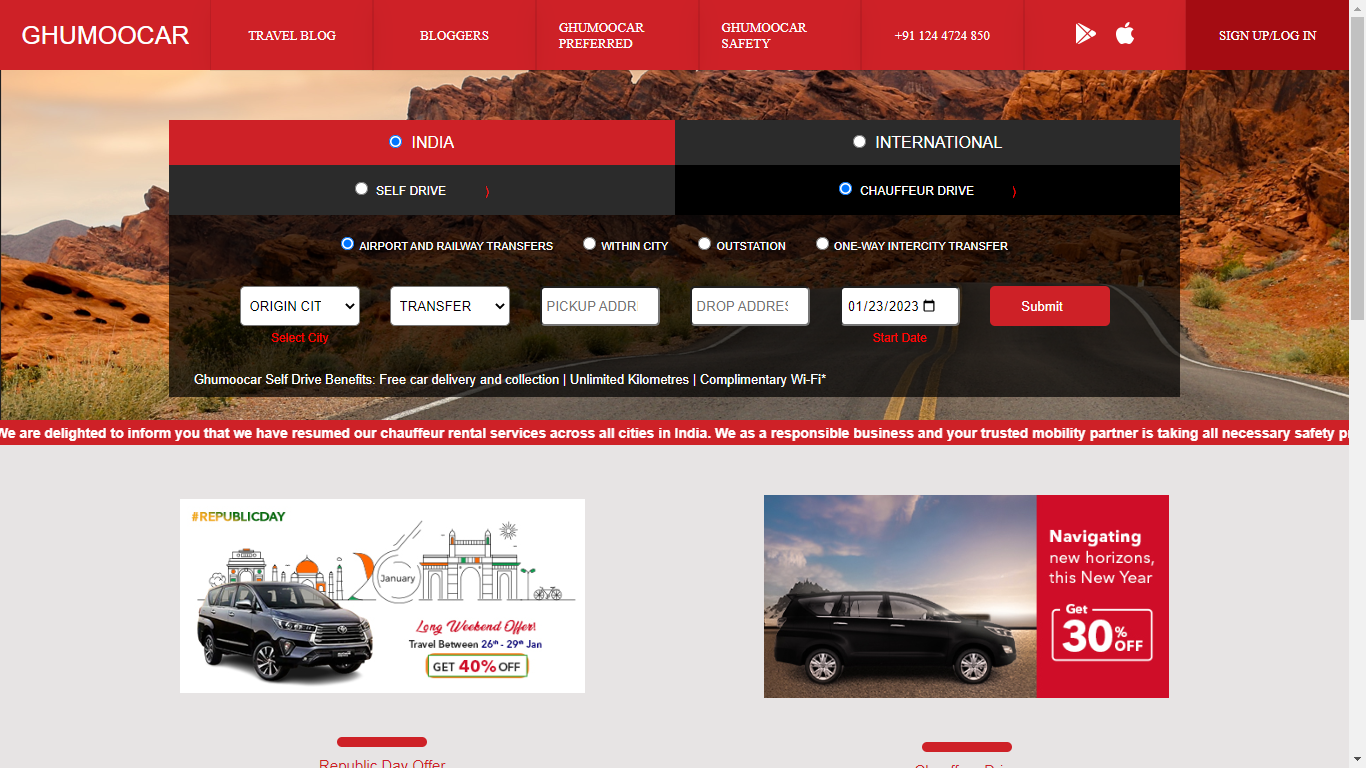 GHUMOOCAR
TRAVEL BLOG
BLOGGERS
GHUMOOCAR
PREFERRED
GHUMOOCAR
SAFETY
+91 124 4724 850
SIGN UP/LOG IN
INDIA
INTERNATIONAL
SELF DRIVE
CHAUFFEUR DRIVE
AIRPORT AND RAILWAY TRANSFERS
WITHIN CITY
OUTSTATION
ONE-WAY INTERCITY TRANSFER
ORIGIN CIT
TRANSFER
PICKUP ADDR
DROP ADDRES
01/23/2023
Submit
Select City
Start Date
Ghumoocar Self Drive Benefits: Free car delivery and collection | Unlimited Kilometres | Complimentary Wi-Fi*
We are delighted to inform you that we have resumed our chauffeur rental services across all cities in India. We as a responsible business and your trusted mobility partner is taking all necessary safety pr
#REPUBLICDAY
26
January
Long Weekend Offer!
Travel Between 26th - 29th Jan
GET 40% OFF
Navigating
new horizons,
this New Year
Get
30% OFF
Republic Day Offer